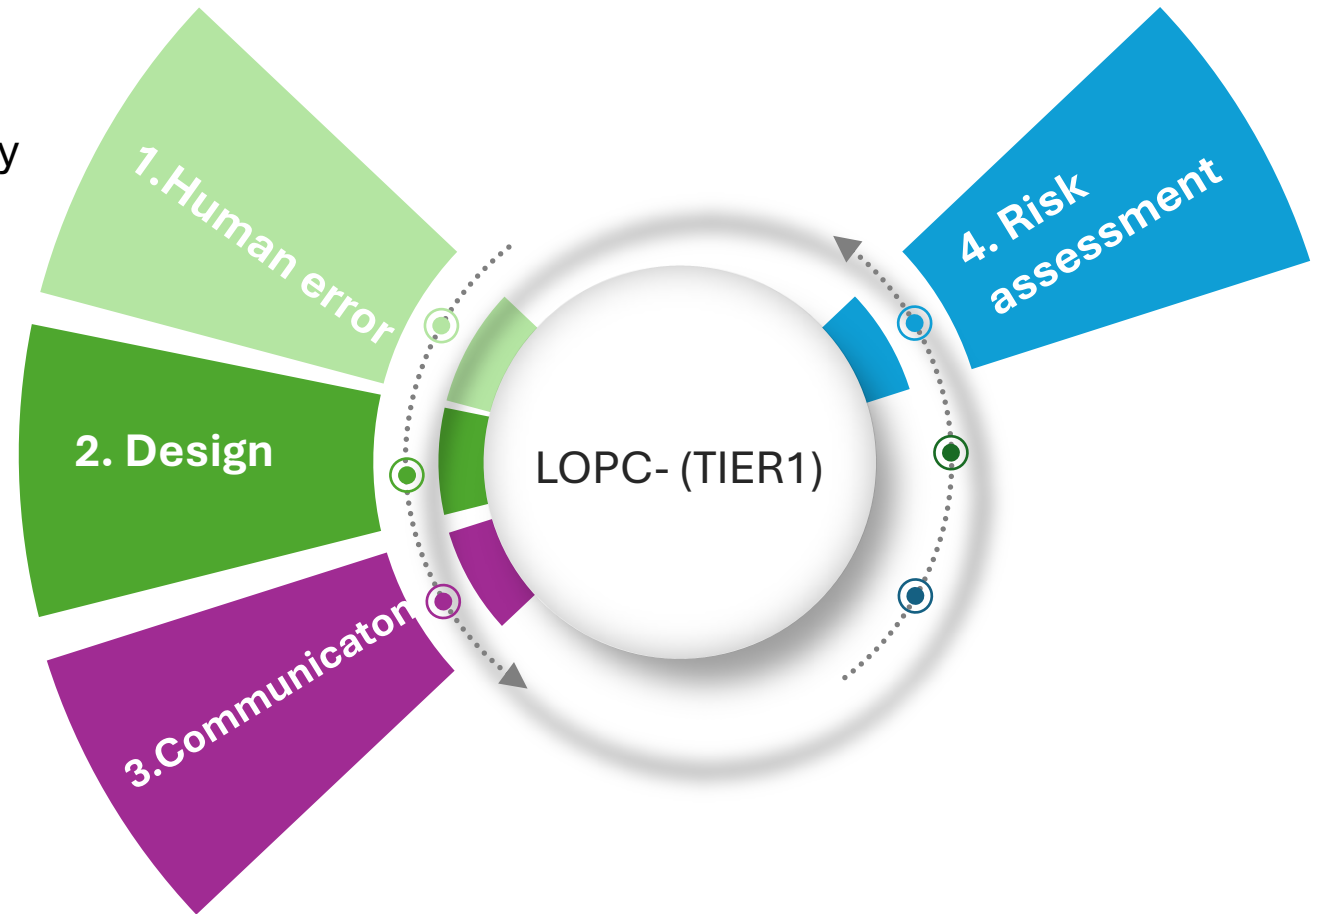 y
1.Human error
2. Design
3.Communicaton
4. Risk
assessment
LOPC- (TIER1)